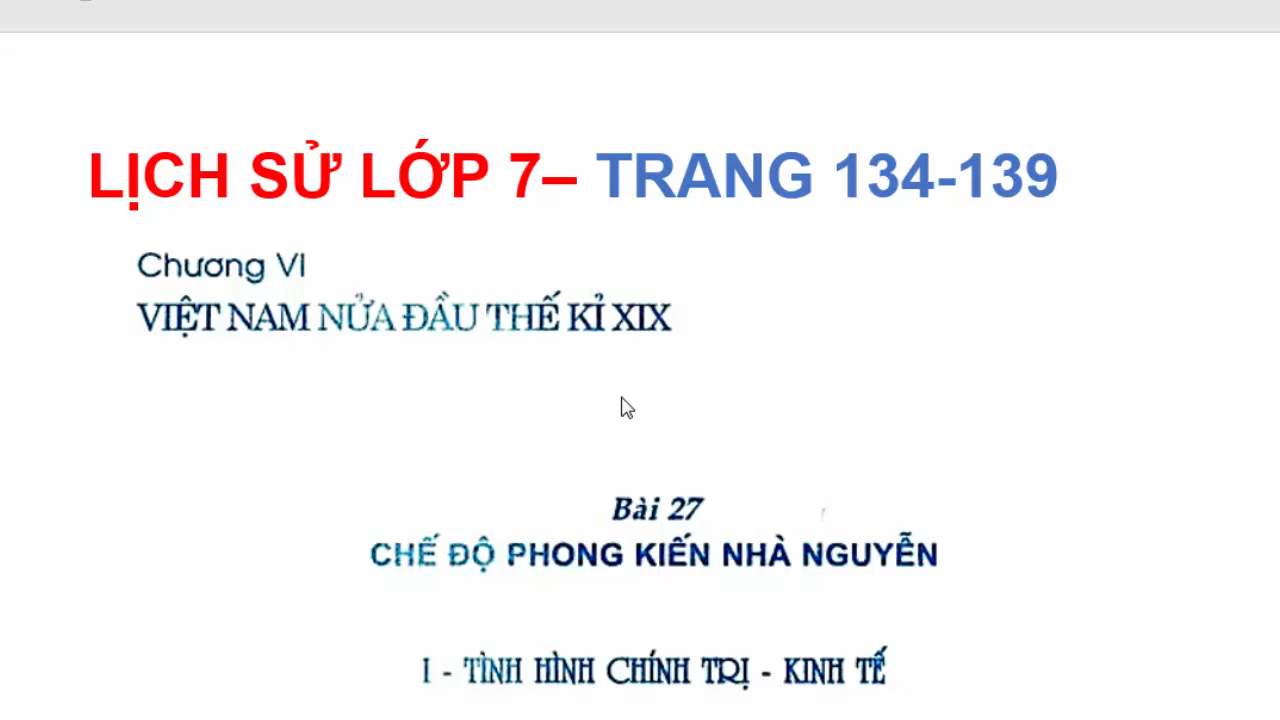 LỊCH SỬ LỚP 7– TRANG 134-139
Chương VI
VIỆT NAM NỬA ĐẦU THẾ KỈ XIX
Bài 27
CHẾ ĐỘ PHONG KIẾN NHÀ NGUYỄN
I - TÌNH HÌNH CHÍNH TRỊ - KINH TẾ